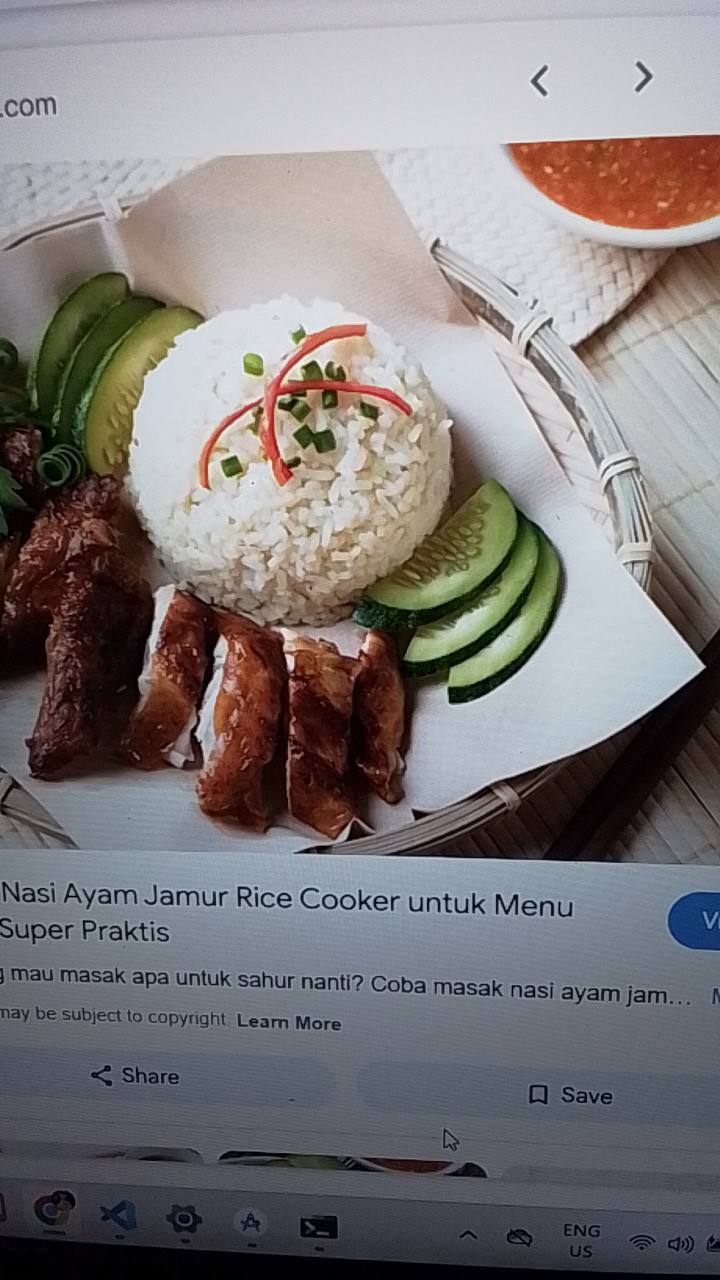 .com
Nasi Ayam Jamur Rice Cooker untuk Menu
Super Praktis
mau masak apa untuk sahur nanti? Coba masak nasi ayam jam...
may be subject to copyright. Learn More
Share
Save
ENG
US